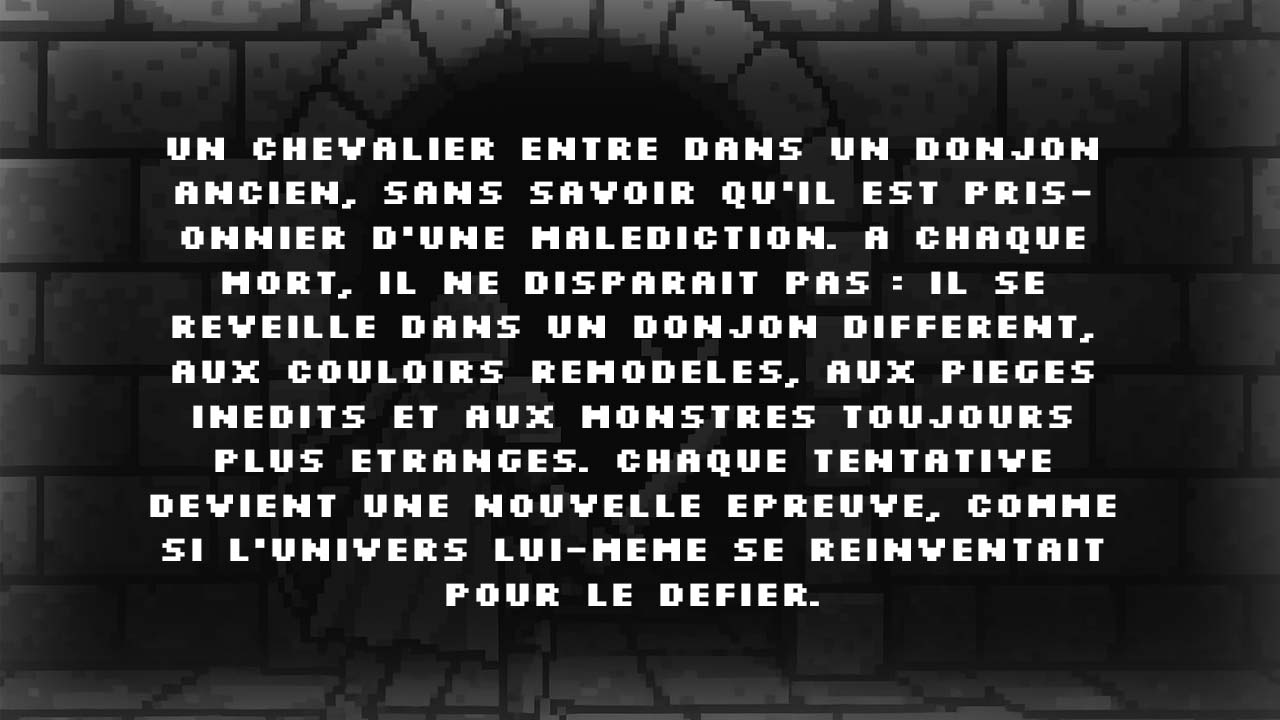 UN CHEVALIER ENTRE DANS UN DONJON
ANCIEN, SANS SAVOIR QU'IL EST PRIS-
ONNIER D'UNE MALEDICTION. A CHAQUE
MORT, IL NE DISPARAIT PAS : IL SE
REVEILLE DANS UN DONJON DIFFERENT,
AUX COULOIRS REMODELES, AUX PIEGES
INEDITS ET AUX MONSTRES TOUJOURS
PLUS ETRANGES. CHAQUE TENTATIVE
DEVIENT UNE NOUVELLE EPREUVE, COMME
SI L'UNIVERS LUI-MEME SE REINVENTAIT
POUR LE DEFIER.